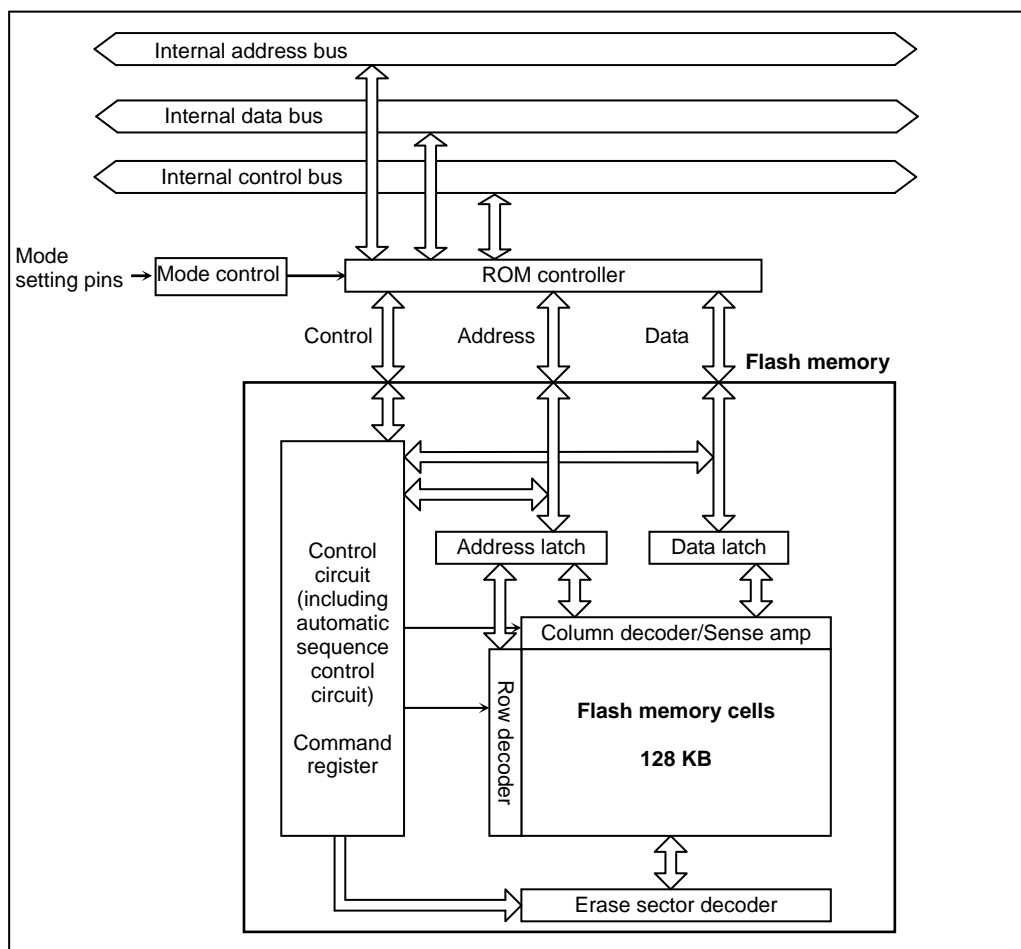 Internal address bus
Internal data bus
Internal control bus
Mode
setting pins
Mode control
ROM controller
Control
Address
Data
Flash memory
Control
circuit
(including
automatic
sequence
control
circuit)
Command
register
Address latch
Data latch
Column decoder/Sense amp
Row decoder
Flash memory cells
128 KB
Erase sector decoder